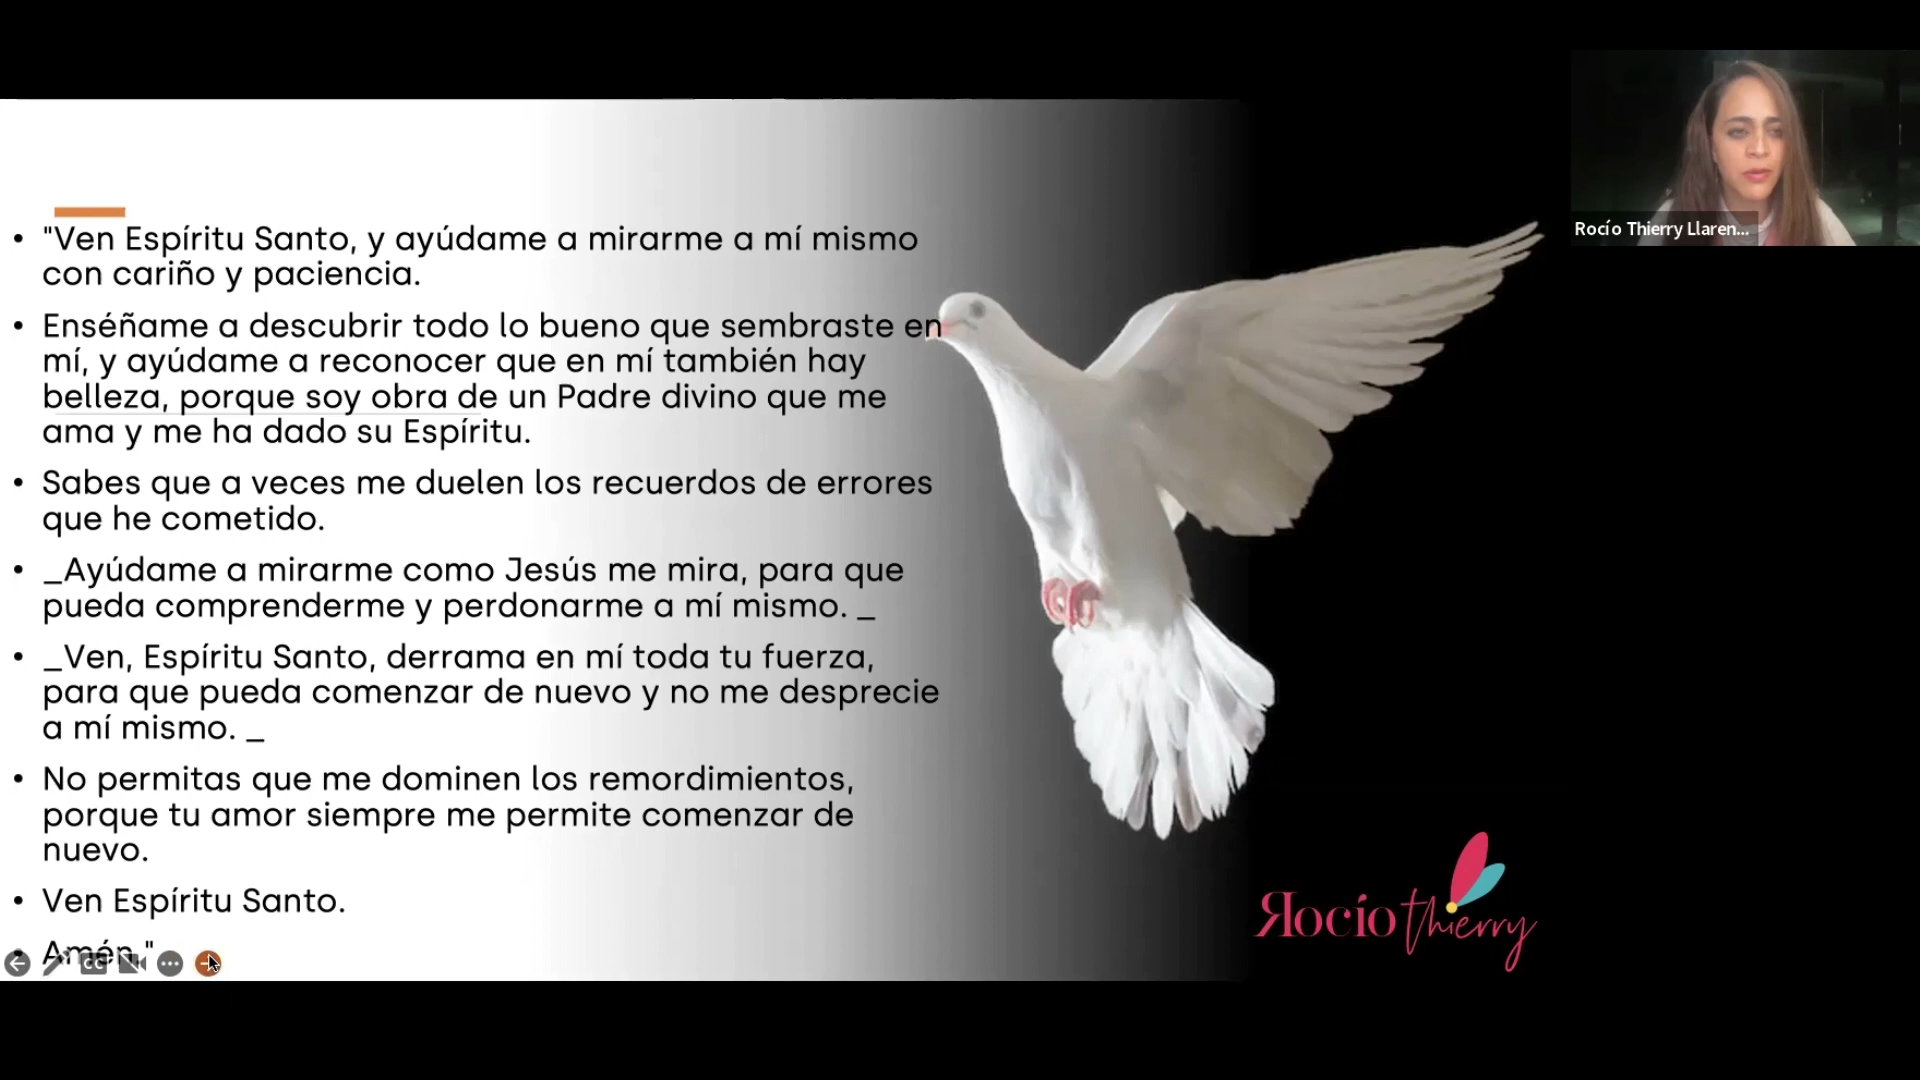 • "Ven Espíritu Santo, y ayúdame a mirarme a mí mismo
con cariño y paciencia.
• Enséñame a descubrir todo lo bueno que sembraste en
mí, y ayúdame a reconocer que en mí también hay
belleza, porque soy obra de un Padre divino que me
ama y me ha dado su Espíritu.
• Sabes que a veces me duelen los recuerdos de errores
que he cometido.
• _Ayúdame a mirarme como Jesús me mira, para que
pueda comprenderme y perdonarme a mí mismo. _
• _Ven, Espíritu Santo, derrama en mí toda tu fuerza,
para que pueda comenzar de nuevo y no me desprecie
a mí mismo. _
• No permitas que me dominen los remordimientos,
porque tu amor siempre me permite comenzar de
nuevo.
• Ven Espíritu Santo.
• Amén."
CC
Rocío Thierry Llaren...
Rocío thierry